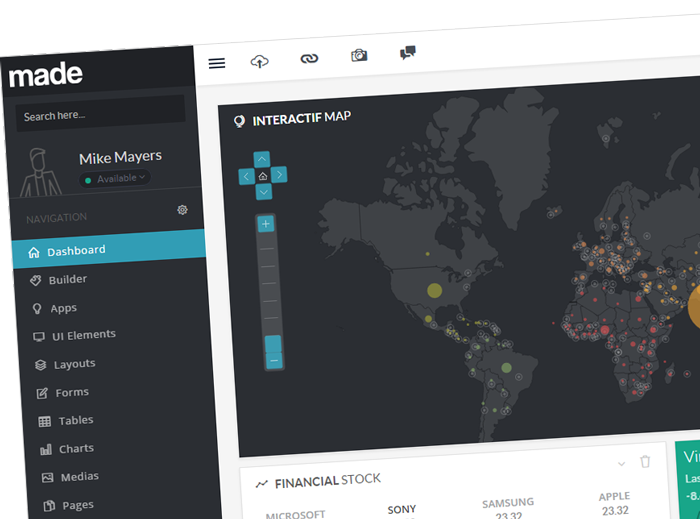 made
Search here...
Mike Mayers
Available
NAVIGATION
Dashboard
Builder
Apps
UI Elements
Layouts
Forms
Tables
Charts
Medias
Pages
INTERACTIF MAP
FINANCIAL STOCK
MICROSOFT SONY SAMSUNG APPLE
23.32 23.32
Las
-8.